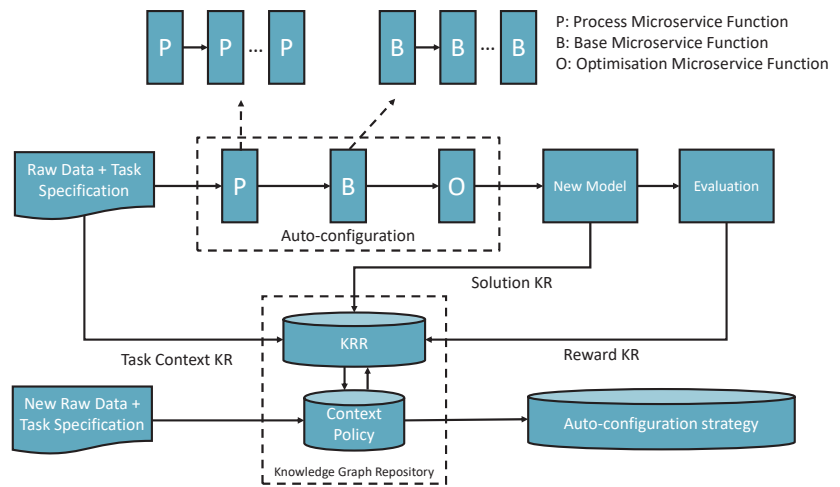 P P ... P
B B ... B
P: Process Microservice Function
B: Base Microservice Function
O: Optimisation Microservice Function
Raw Data + Task
Specification
P
B
O
New Model
Evaluation
Auto-configuration
Solution KR
KRR
Task Context KR
Reward KR
New Raw Data +
Task Specification
Context
Policy
Auto-configuration strategy
Knowledge Graph Repository